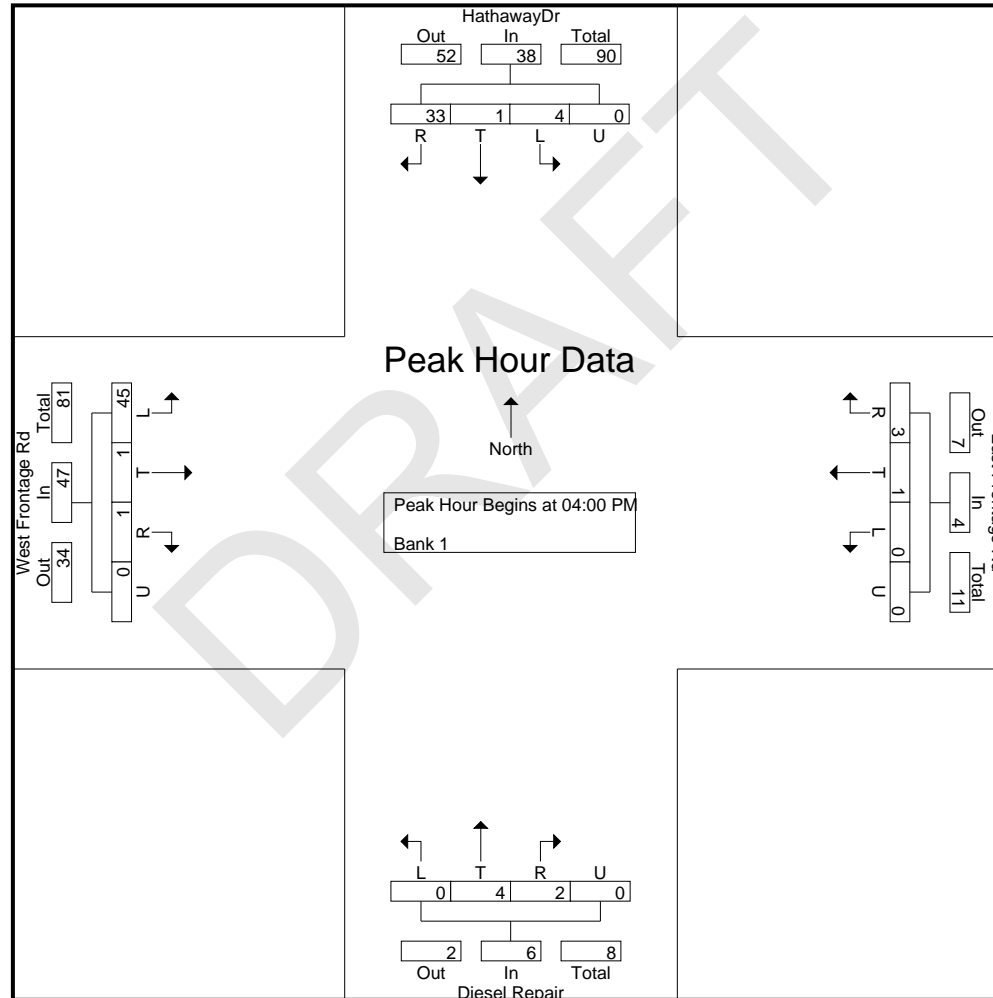 HathawayDr
Out In Total
52 38 90
33 1 4 0
R T L U
Peak Hour Data
North
Peak Hour Begins at 04:00 PM
Bank 1
West Frontage Rd
Total In Out
81 47 34
45 1 1 0
L T R U
R T L U
3 1 0 0
Out In Total
7 4 11
L T R U
0 4 2 0
2 6 8
Out In Total
Diesel Repair
DRAFT